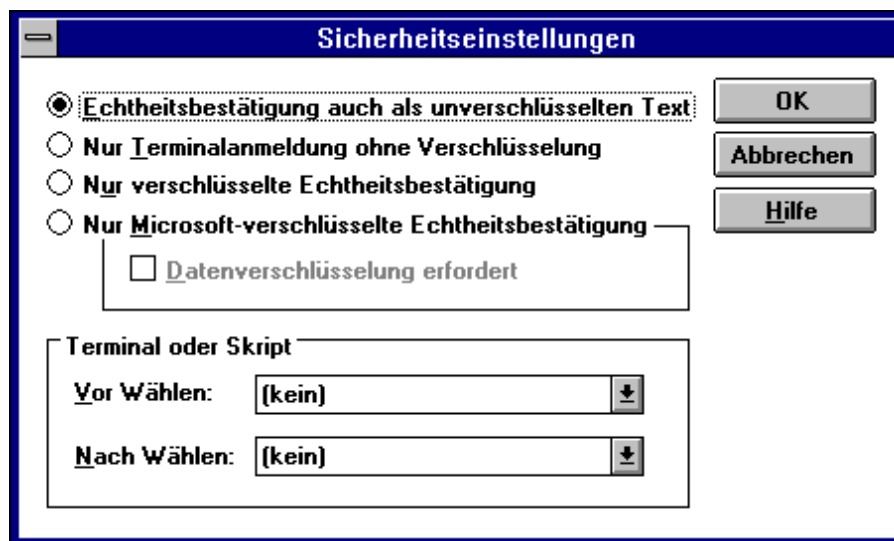 Sicherheitseinstellungen
Echtheitsbestätigung auch als unverschlüsselten Text
Nur Terminalanmeldung ohne Verschlüsselung
Nur verschlüsselte Echtheitsbestätigung
Nur Microsoft-verschlüsselte Echtheitsbestätigung
Datenverschlüsselung erfordert
OK
Abbrechen
Hilfe
Terminal oder Skript
Vor Wählen: (kein)
Nach Wählen: (kein)